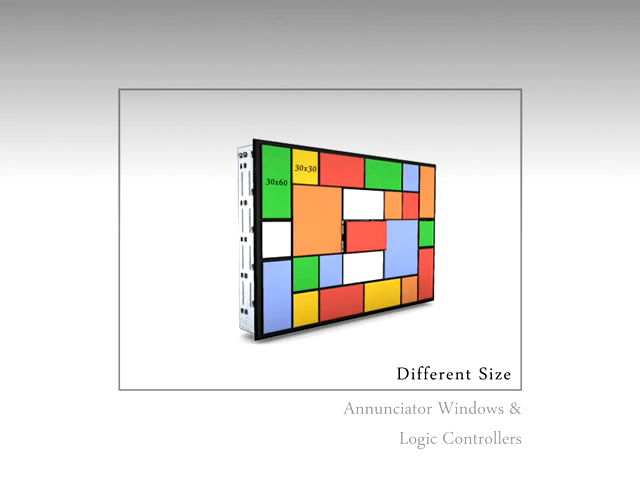 30x60
30x30
Different Size
Annunciator Windows &
Logic Controllers